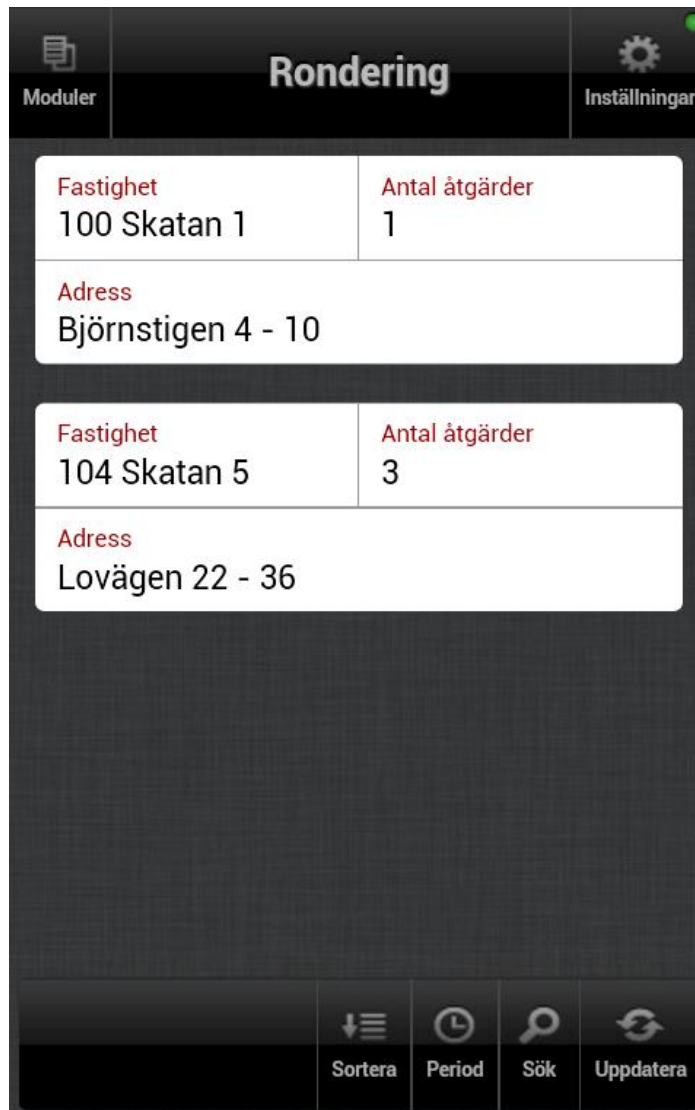 Moduler
Rondering
Inställningar
Fastighet
100 Skatan 1
Antal åtgärder
1
Adress
Björnstigen 4 - 10
Fastighet
104 Skatan 5
Antal åtgärder
3
Adress
Lovägen 22 - 36
Sortera
Period
Sök
Uppdatera